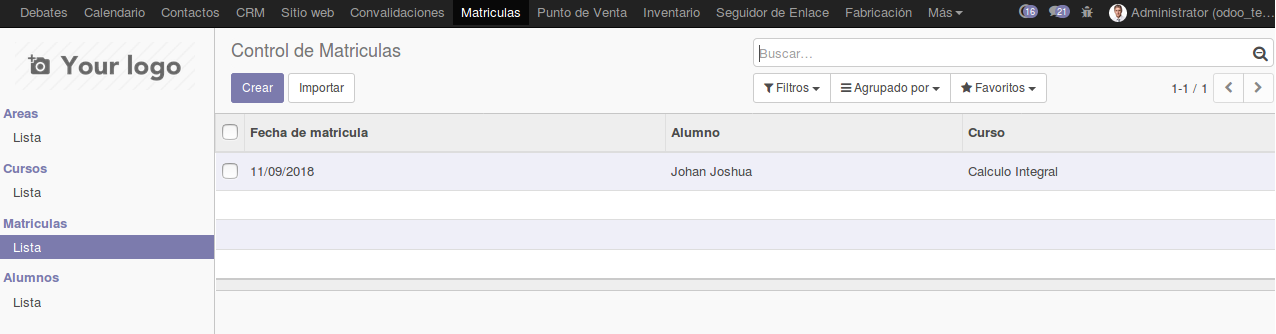 Debates Calendario Contactos CRM Sitio web Convalidaciones Matriculas Punto de Venta Inventario Seguidor de Enlace Fabricación Más 16 21 Administrator (odoo_te...
Your logo
Control de Matriculas
Buscar...
Crear Importar
Filtros Agrupado por Favoritos 1-1 / 1
Areas
Lista
Cursos
Lista
Matriculas
Lista
Alumnos
Lista
Fecha de matricula Alumno Curso
11/09/2018 Johan Joshua Calculo Integral